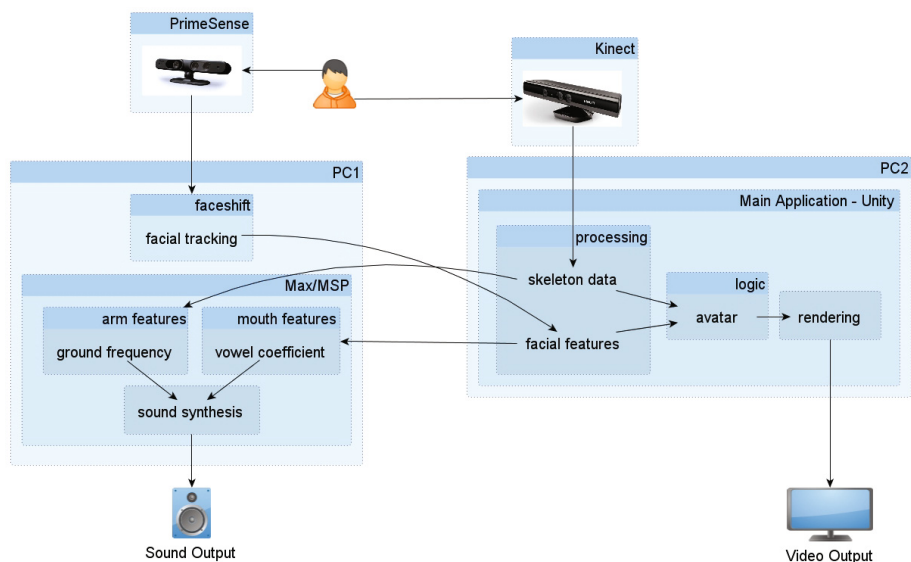 PrimeSense
Kinect
PC1
PC2
faceshift
facial tracking
Main Application - Unity
processing
skeleton data
facial features
logic
avatar
rendering
Max/MSP
arm features
mouth features
ground frequency
vowel coefficient
sound synthesis
Sound Output
Video Output